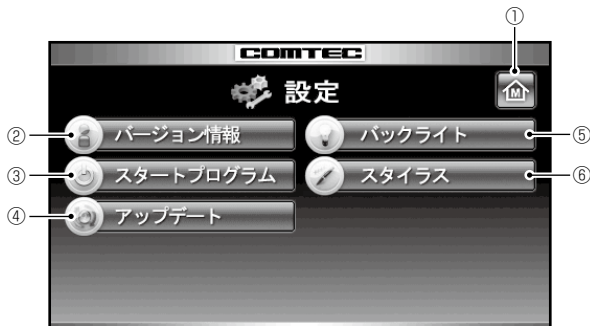 ①
COMTEC
設定
M
② バージョン情報
バックライト ⑤
③ スタートプログラム
スタイラス ⑥
④ アップデート